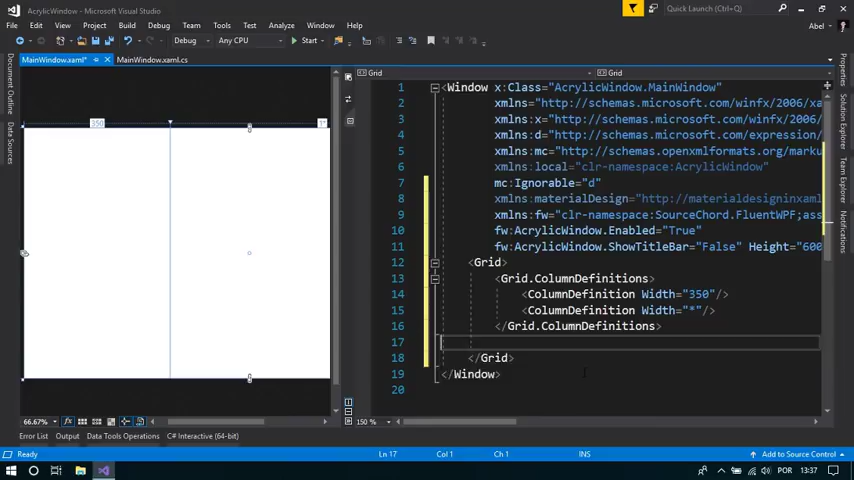 AcrylicWindow - Microsoft Visual Studio
Quick Launch (Ctrl+Q)
File Edit View Project Build Debug Team Tools Test Analyze Window Help
Abel
Debug Any CPU Start
MainWindow.xaml* MainWindow.xaml.cs
Grid Grid
Document Outline
Data Sources
350 1*
1 <Window x:Class="AcrylicWindow.MainWindow"
2 xmlns="http://schemas.microsoft.com/winfx/2006/xa
3 xmlns:x="http://schemas.microsoft.com/winfx/2006/
4 xmlns:d="http://schemas.microsoft.com/expression/
5 xmlns:mc="http://schemas.openxmlformats.org/marku
6 xmlns:local="clr-namespace:AcrylicWindow"
7 mc:Ignorable="d"
8 xmlns:materialDesign="http://materialdesigninxaml
9 xmlns:fw="clr-namespace:SourceChord.FluentWPF;ass
10 fw:AcrylicWindow.Enabled="True"
11 fw:AcrylicWindow.ShowTitleBar="False" Height="600
12 <Grid>
13 <Grid.ColumnDefinitions>
14 <ColumnDefinition Width="350"/>
15 <ColumnDefinition Width="*"/>
16 </Grid.ColumnDefinitions>
17
18 </Grid>
19 </Window>
20
Properties
Solution Explorer
Team Explorer
Notifications
66.67% fx 150 %
Error List Output Data Tools Operations C# Interactive (64-bit)
Ready Ln 17 Col 1 Ch 1 INS Add to Source Control
POR 13:37